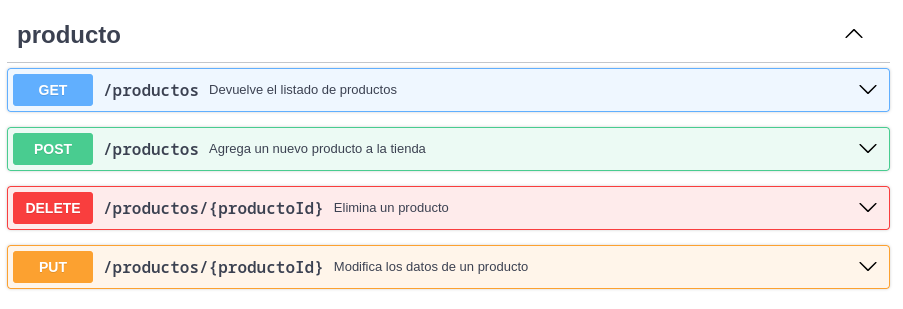 producto
GET /productos Devuelve el listado de productos
POST /productos Agrega un nuevo producto a la tienda
DELETE /productos/{productoId} Elimina un producto
PUT /productos/{productoId} Modifica los datos de un producto